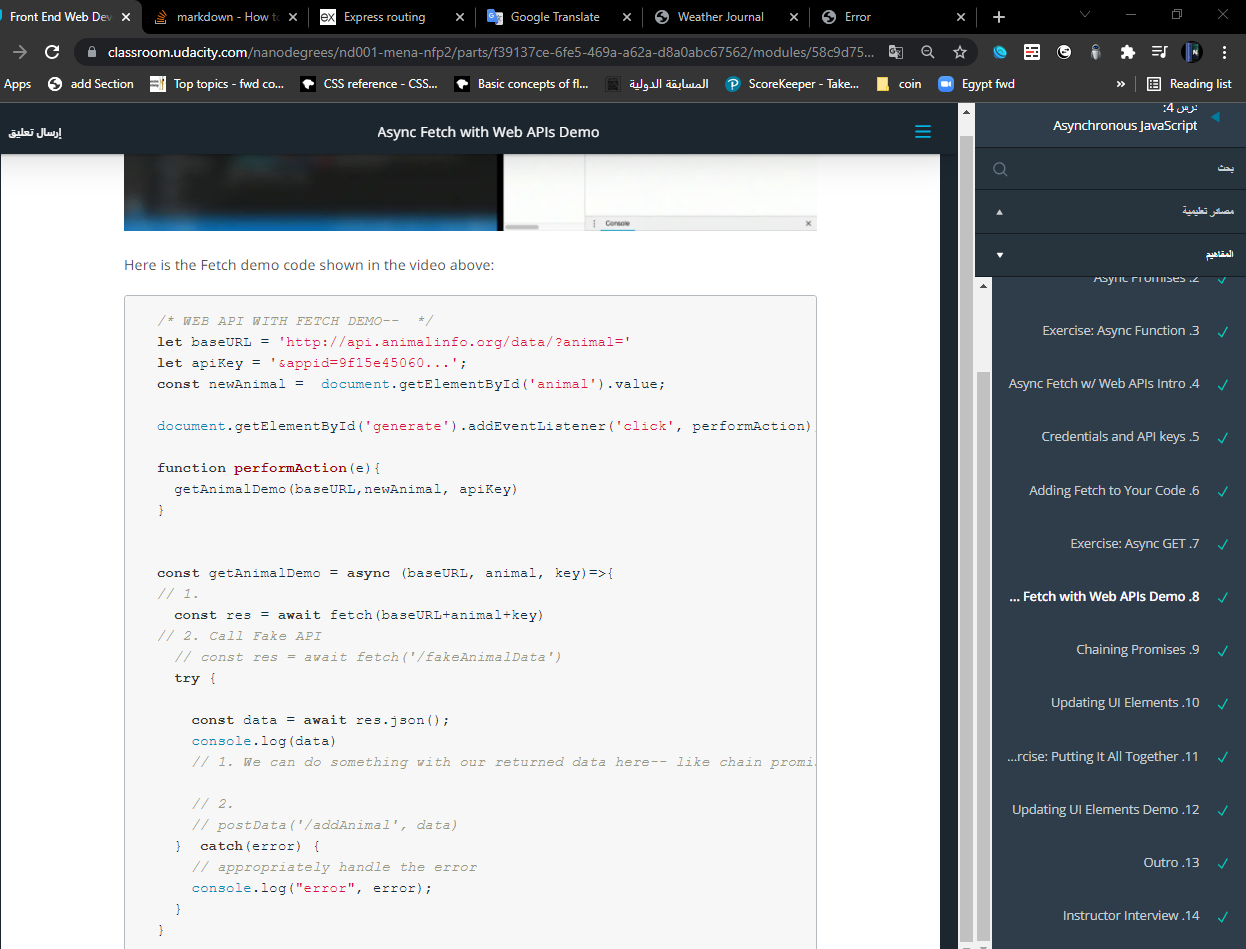 Front End Web Dev
markdown - How to
ex Express routing
Google Translate
Weather Journal
Error
classroom.udacity.com/nanodegrees/nd001-mena-nfp2/parts/f39137ce-6fe5-469a-a62a-d8a0abc67562/modules/58c9d75...
Apps
add Section
Top topics - fwd co...
CSS reference - CSS...
Basic concepts of fl...
المسابقة الدولية
ScoreKeeper - Take...
coin
Egypt fwd
»
Reading list
إرسال تعليق
Async Fetch with Web APIs Demo
Console
Here is the Fetch demo code shown in the video above:
/* WEB API WITH FETCH DEMO-- */
let baseURL = 'http://api.animalinfo.org/data/?animal='
let apiKey = '&appid=9f15e45060...';
const newAnimal = document.getElementById('animal').value;
document.getElementById('generate').addEventListener('click', performAction)
function performAction(e){
getAnimalDemo(baseURL,newAnimal, apiKey)
}
const getAnimalDemo = async (baseURL, animal, key)=>{
// 1.
const res = await fetch(baseURL+animal+key)
// 2. Call Fake API
// const res = await fetch('/fakeAnimalData')
try {
const data = await res.json();
console.log(data)
// 1. We can do something with our returned data here-- like chain promi
// 2.
// postData('/addAnimal', data)
} catch(error) {
// appropriately handle the error
console.log("error", error);
}
}
درس 4:
Asynchronous JavaScript
بحث
مصادر تعليمية
المفاهيم
Async Promises .2
Exercise: Async Function .3
Async Fetch w/ Web APIs Intro .4
Credentials and API keys .5
Adding Fetch to Your Code .6
Exercise: Async GET .7
... Fetch with Web APIs Demo .8
Chaining Promises .9
Updating UI Elements .10
...rcise: Putting It All Together .11
Updating UI Elements Demo .12
Outro .13
Instructor Interview .14